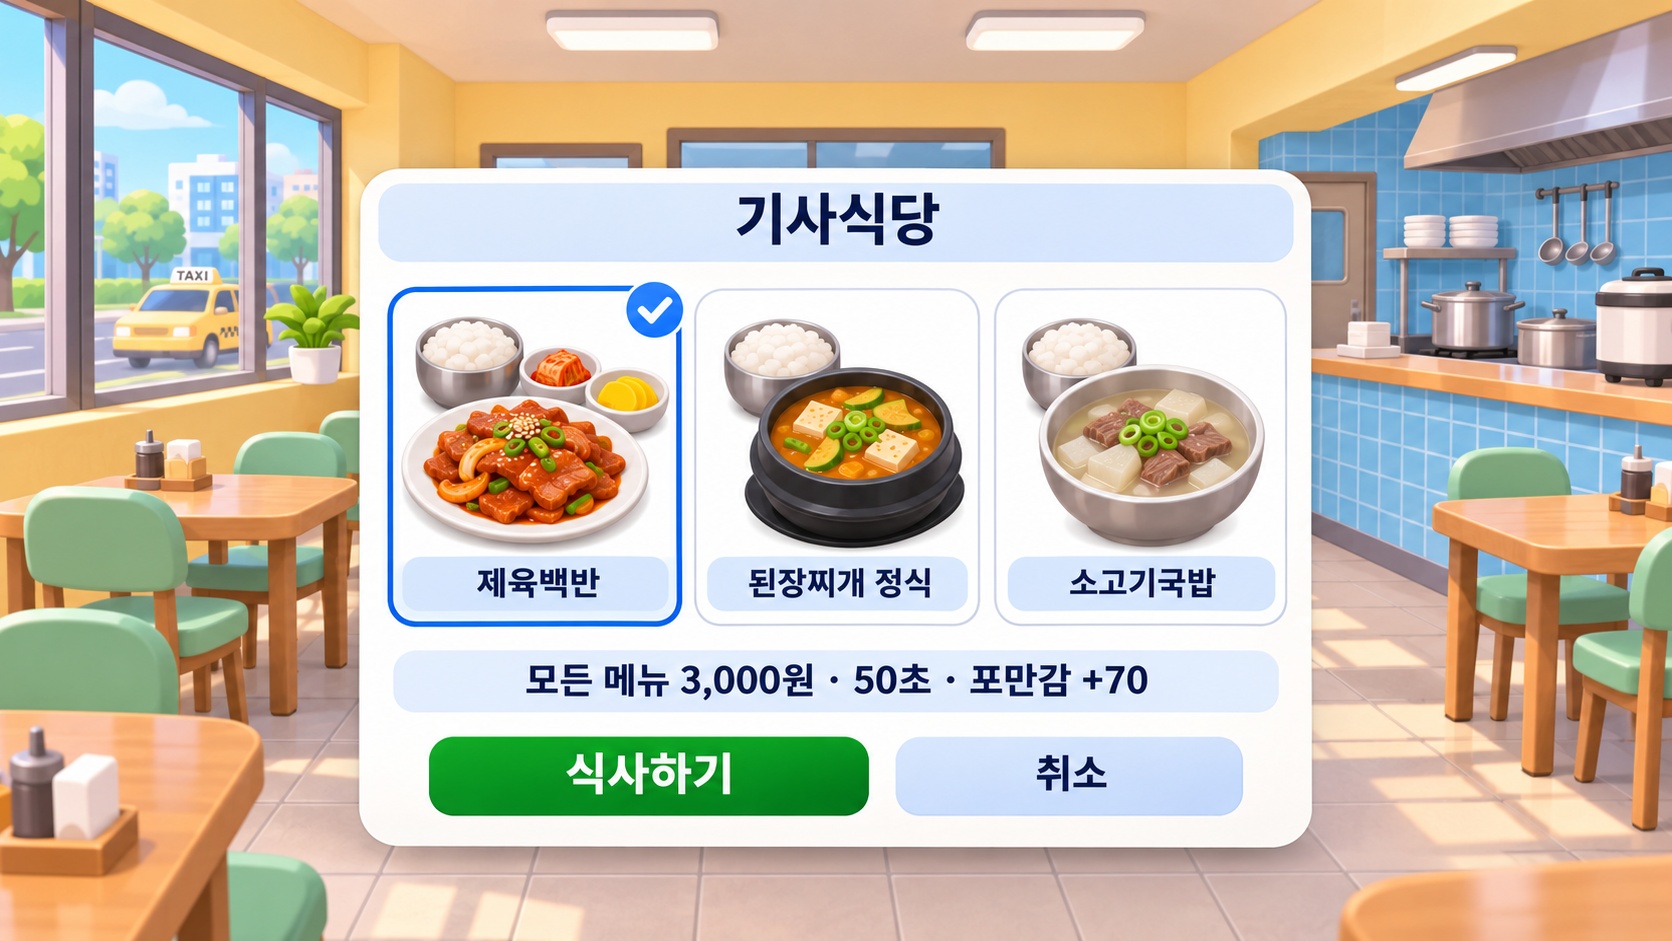 TAXI
기사식당
제육백반
된장찌개 정식
소고기국밥
모든 메뉴 3,000원 · 50초 · 포만감 +70
식사하기
취소